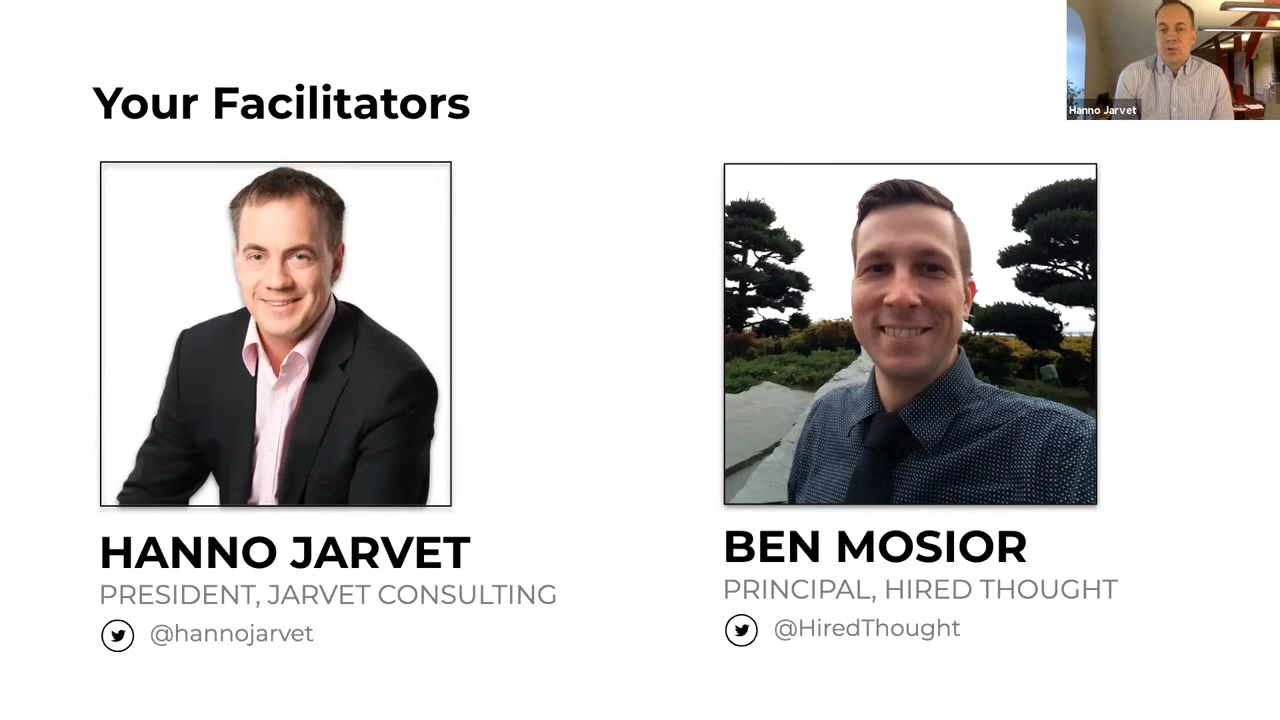 Your Facilitators
Hanno Jarvet
HANNO JARVET
PRESIDENT, JARVET CONSULTING
@hannojarvet
BEN MOSIOR
PRINCIPAL, HIRED THOUGHT
@HiredThought